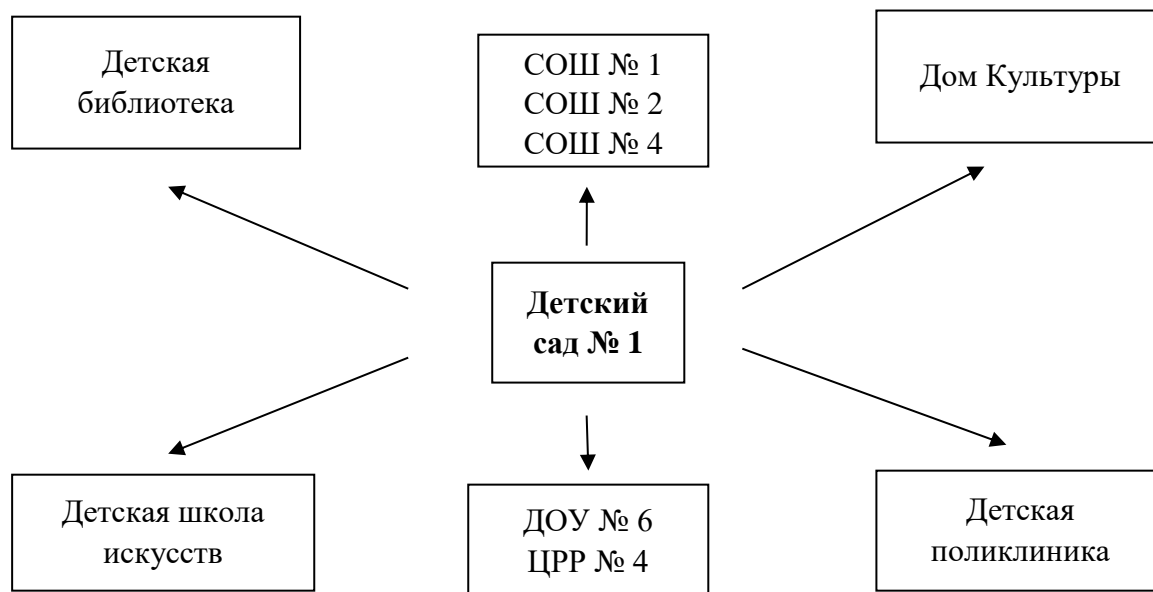 Детская
библиотека
СОШ № 1
СОШ № 2
СОШ № 4
Дом Культуры
Детский
сад № 1
Детская школа
искусств
ДОУ № 6
ЦРР № 4
Детская
поликлиника